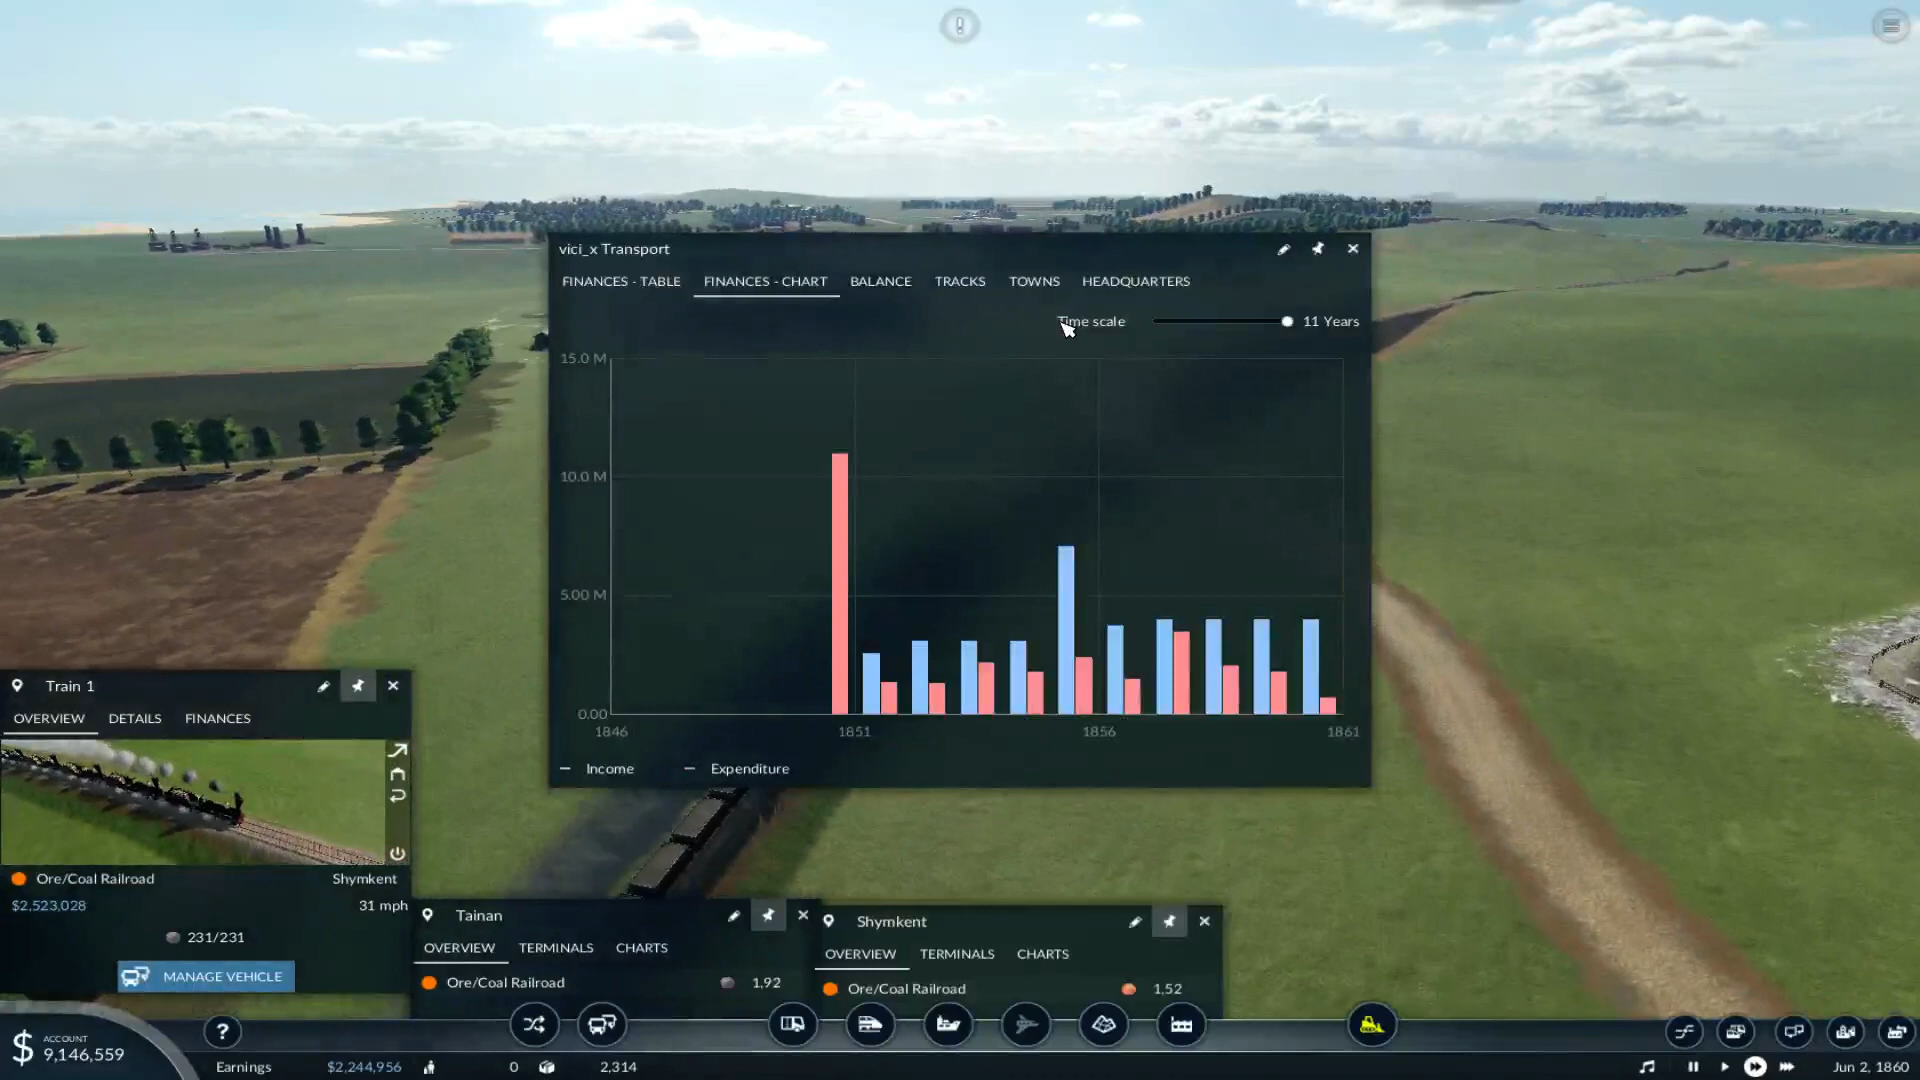 vici_x Transport
FINANCES - TABLE FINANCES - CHART BALANCE TRACKS TOWNS HEADQUARTERS
Time scale 11 Years
15.0 M
10.0 M
5.00 M
0.00
1846 1851 1856 1861
Income Expenditure
Train 1
OVERVIEW DETAILS FINANCES
Ore/Coal Railroad Shymkent
$2,523,028 31 mph
231/231
MANAGE VEHICLE
Tainan
OVERVIEW TERMINALS CHARTS
Ore/Coal Railroad 1,92
Shymkent
OVERVIEW TERMINALS CHARTS
Ore/Coal Railroad 1,52
$ ACCOUNT
9,146,559
?
Earnings $2,244,956 0 2,314
Jun 2, 1860